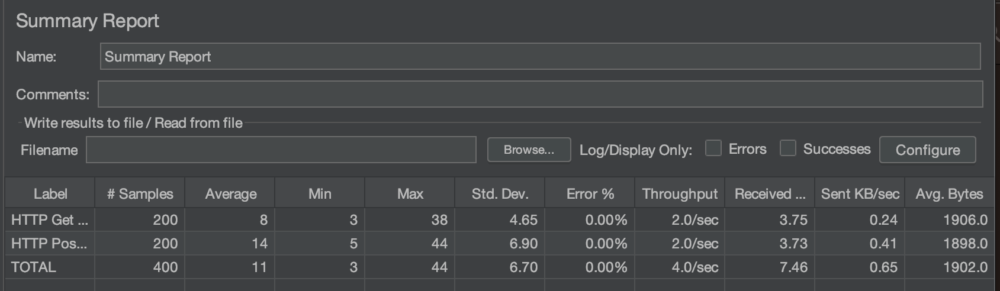 Summary Report
Name: Summary Report
Comments:
Write results to file / Read from file
Filename Browse... Log/Display Only: Errors Successes Configure
Label # Samples Average Min Max Std. Dev. Error % Throughput Received ... Sent KB/sec Avg. Bytes
HTTP Get ... 200 8 3 38 4.65 0.00% 2.0/sec 3.75 0.24 1906.0
HTTP Pos... 200 14 5 44 6.90 0.00% 2.0/sec 3.73 0.41 1898.0
TOTAL 400 11 3 44 6.70 0.00% 4.0/sec 7.46 0.65 1902.0